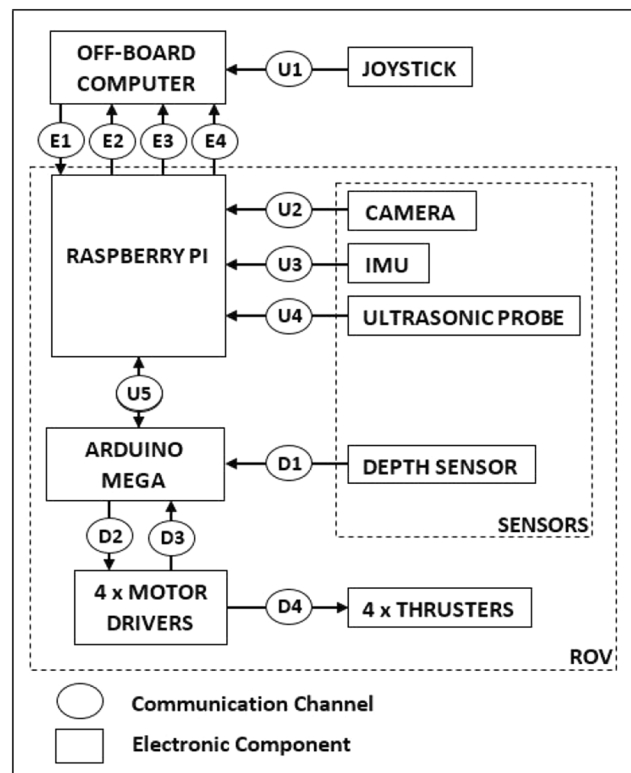 OFF-BOARD
COMPUTER
U1
JOYSTICK
E1
E2
E3
E4
RASPBERRY PI
U2
CAMERA
U3
IMU
U4
ULTRASONIC PROBE
U5
ARDUINO
MEGA
D1
DEPTH SENSOR
SENSORS
D2
D3
4 x MOTOR
DRIVERS
D4
4 x THRUSTERS
ROV
Communication Channel
Electronic Component